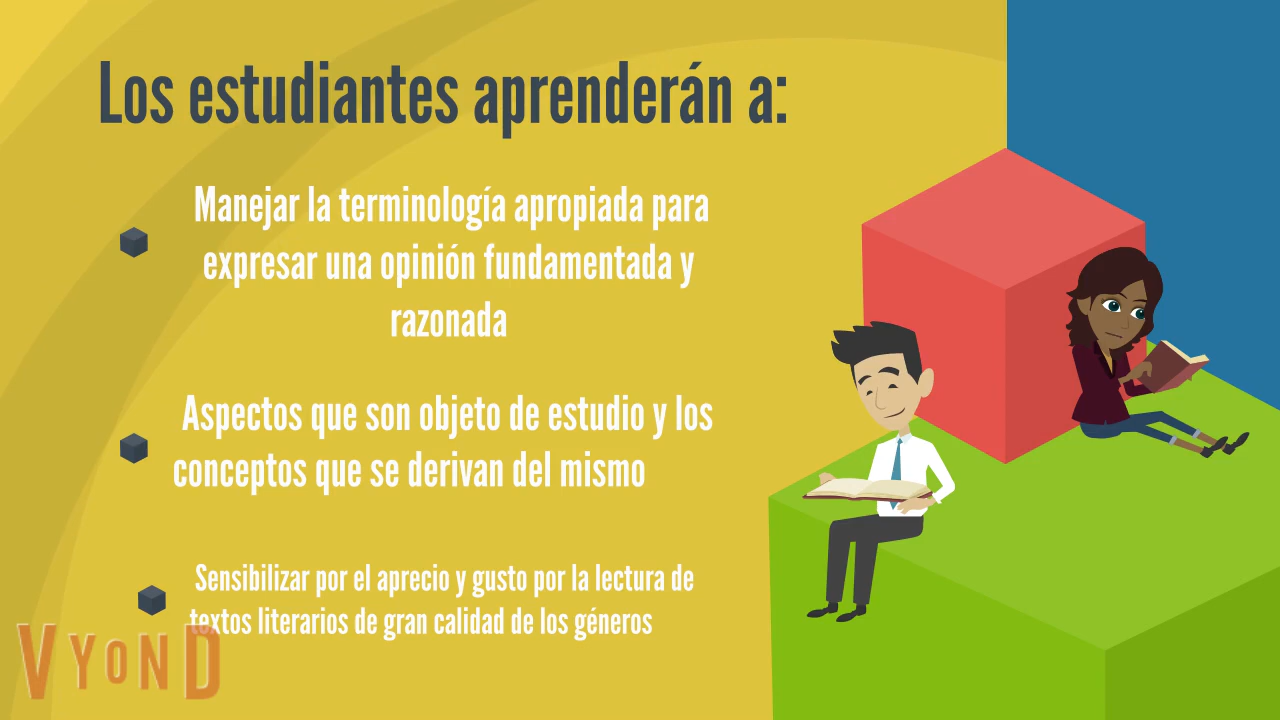 Los estudiantes aprenderán a:
Manejar la terminología apropiada para
expresar una opinión fundamentada y
razonada
Aspectos que son objeto de estudio y los
conceptos que se derivan del mismo
Sensibilizar por el aprecio y gusto por la lectura de
textos literarios de gran calidad de los géneros
VYOND